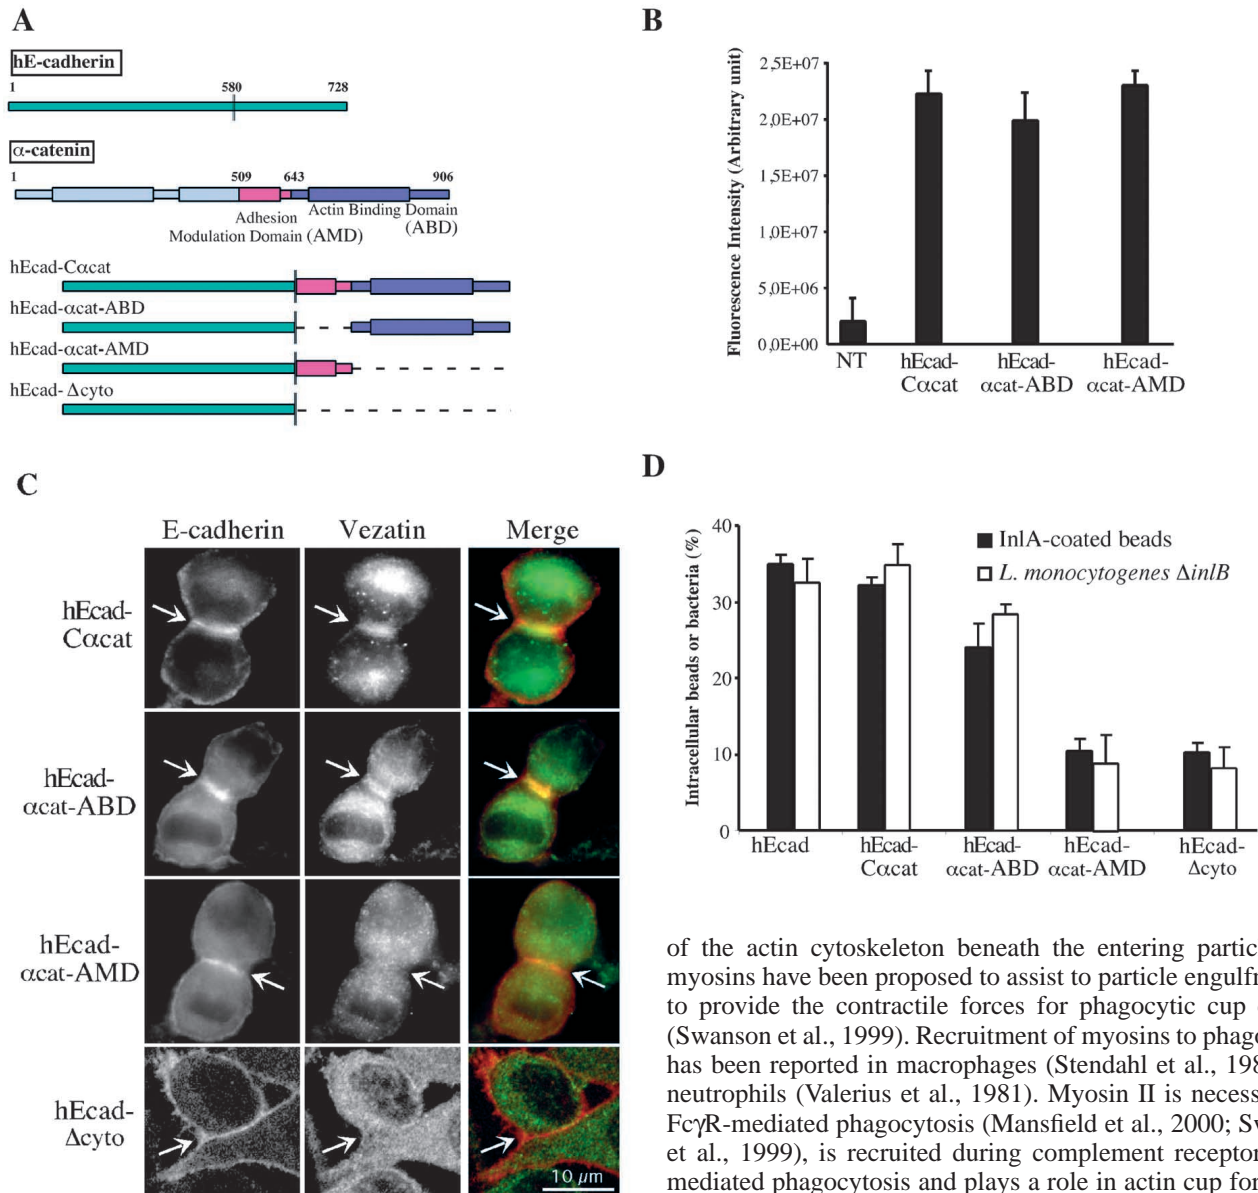 A
hE-cadherin
1 580 728
α-catenin
1 509 643 906
Adhesion
Modulation Domain (AMD)
Actin Binding Domain
(ABD)
hEcad-Cαcat
hEcad-αcat-ABD
hEcad-αcat-AMD
hEcad-Δcyto
B
Fluorescence Intensity (Arbitrary unit)
2,5E+07
2,0E+07
1,5E+07
1,0E+07
5,0E+06
0,0E+00
NT
hEcad-
Cαcat
hEcad-
αcat-ABD
hEcad-
αcat-AMD
C
E-cadherin Vezatin Merge
hEcad-
Cαcat
hEcad-
αcat-ABD
hEcad-
αcat-AMD
hEcad-
Δcyto
10 µm
D
Intracellular beads or bacteria (%)
40
30
20
10
0
InlA-coated beads
L. monocytogenes ΔinlB
hEcad
hEcad-
Cαcat
hEcad-
αcat-ABD
hEcad-
αcat-AMD
hEcad-
Δcyto
of the actin cytoskeleton beneath the entering partic
myosins have been proposed to assist to particle engulfm
to provide the contractile forces for phagocytic cup
(Swanson et al., 1999). Recruitment of myosins to phago
has been reported in macrophages (Stendahl et al., 198
neutrophils (Valerius et al., 1981). Myosin II is necess
FcγR-mediated phagocytosis (Mansfield et al., 2000; Sw
et al., 1999), is recruited during complement receptor
mediated phagocytosis and plays a role in actin cup for